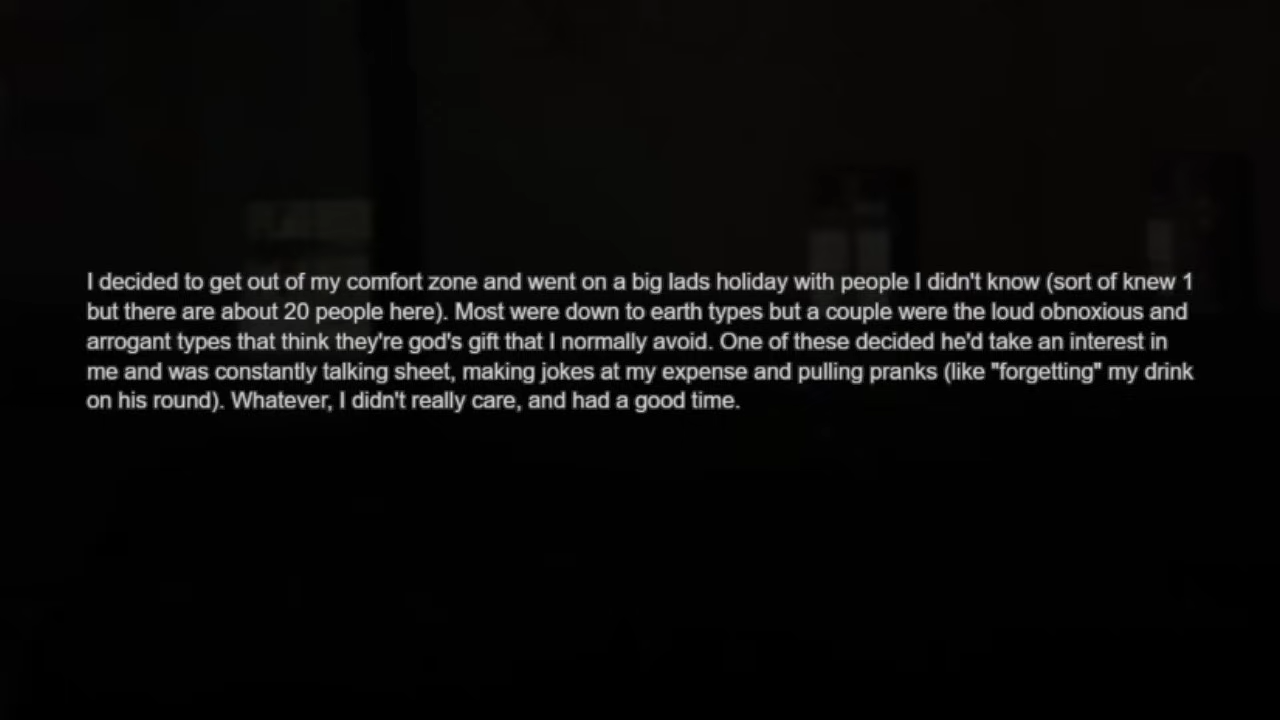 I decided to get out of my comfort zone and went on a big lads holiday with people I didn't know (sort of knew 1
but there are about 20 people here). Most were down to earth types but a couple were the loud obnoxious and
arrogant types that think they're god's gift that I normally avoid. One of these decided he'd take an interest in
me and was constantly talking sheet, making jokes at my expense and pulling pranks (like "forgetting" my drink
on his round). Whatever, I didn't really care, and had a good time.